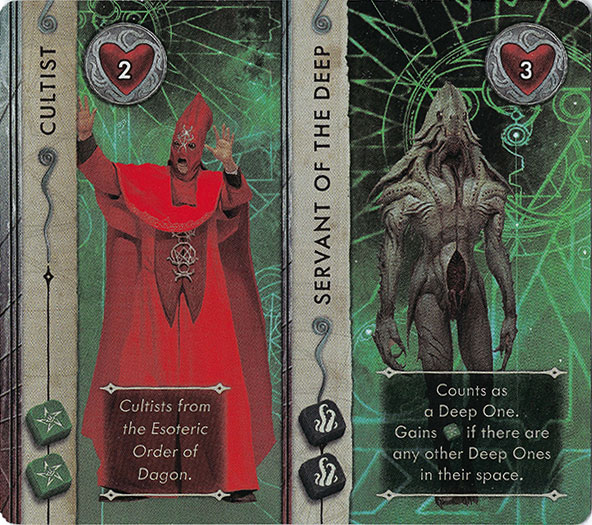 CULTIST
2
Cultists from
the Esoteric
Order of
Dagon.
SERVANT OF THE DEEP
3
Counts as
a Deep One.
Gains if there are
any other Deep Ones
in their space.